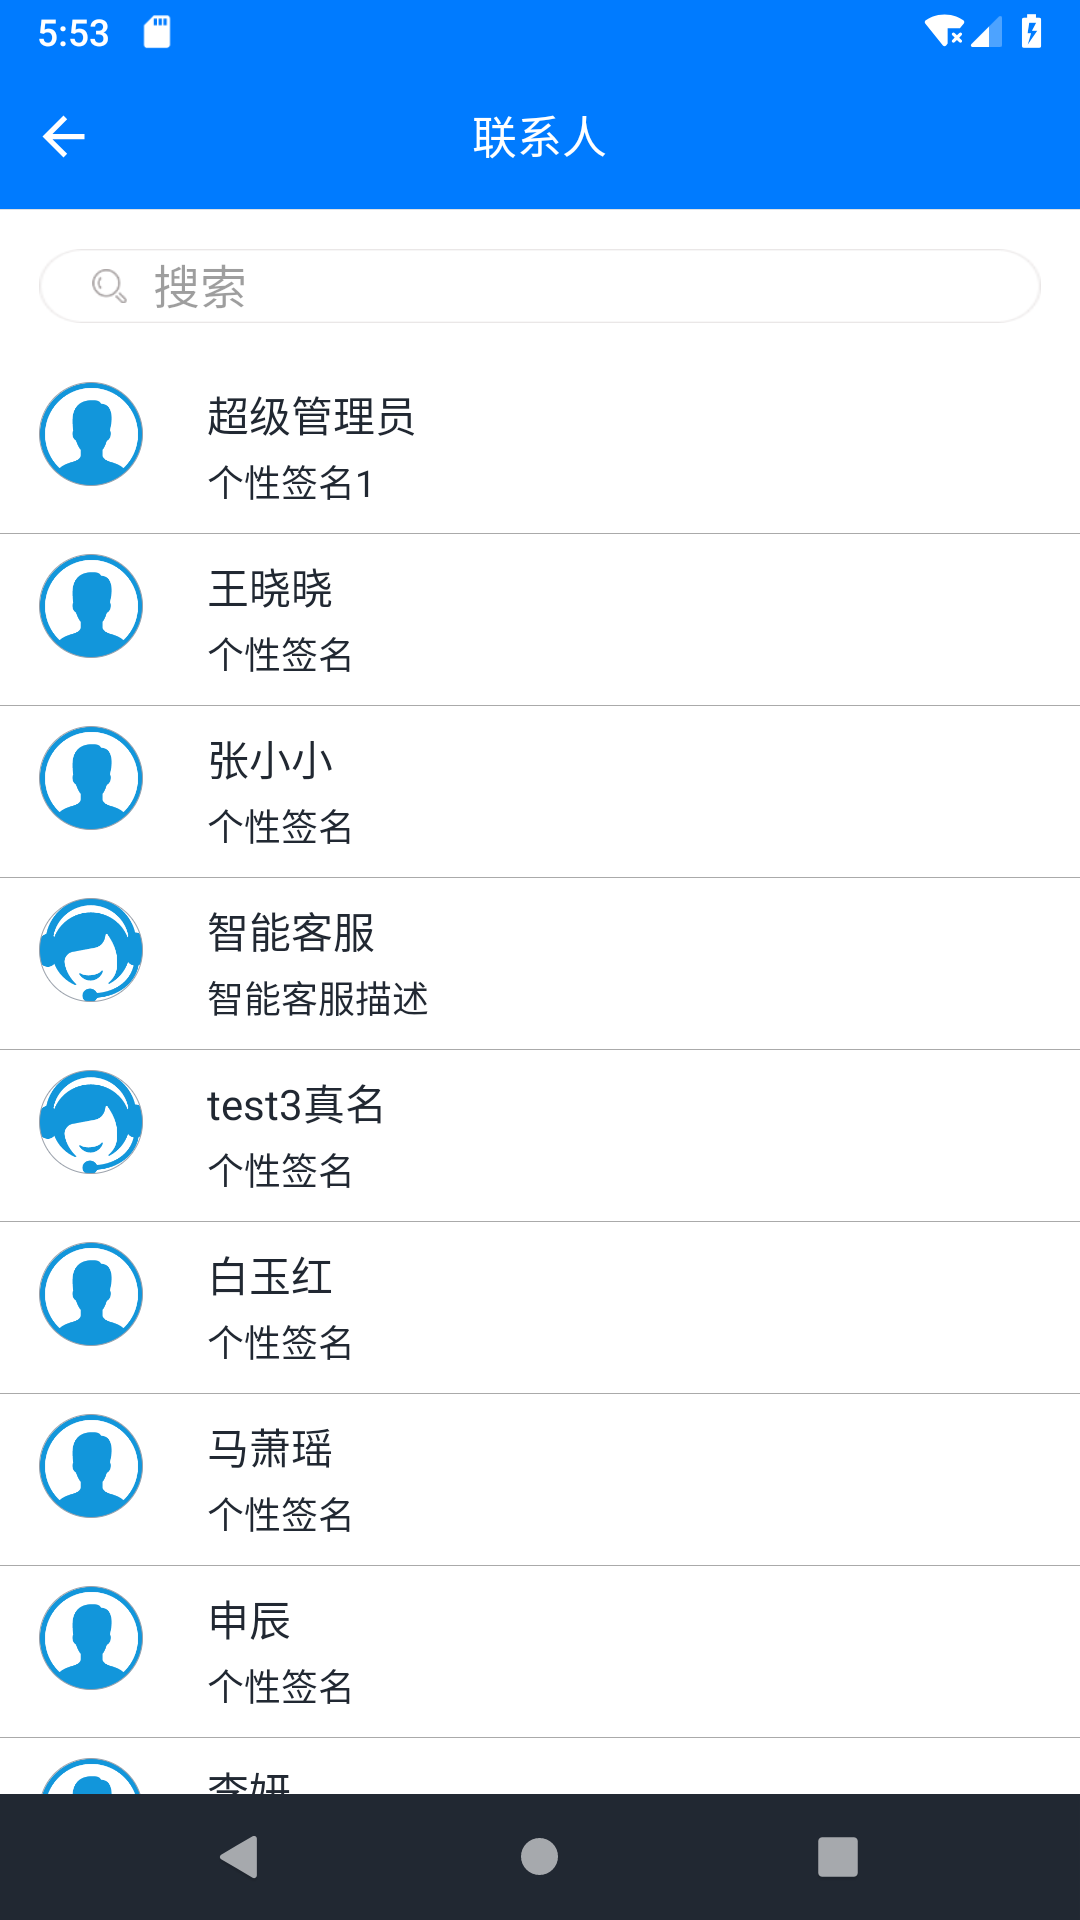 5:53
联系人
搜索
超级管理员
个性签名1
王晓晓
个性签名
张小小
个性签名
智能客服
智能客服描述
test3真名
个性签名
白玉红
个性签名
马萧瑶
个性签名
申辰
个性签名
李妍